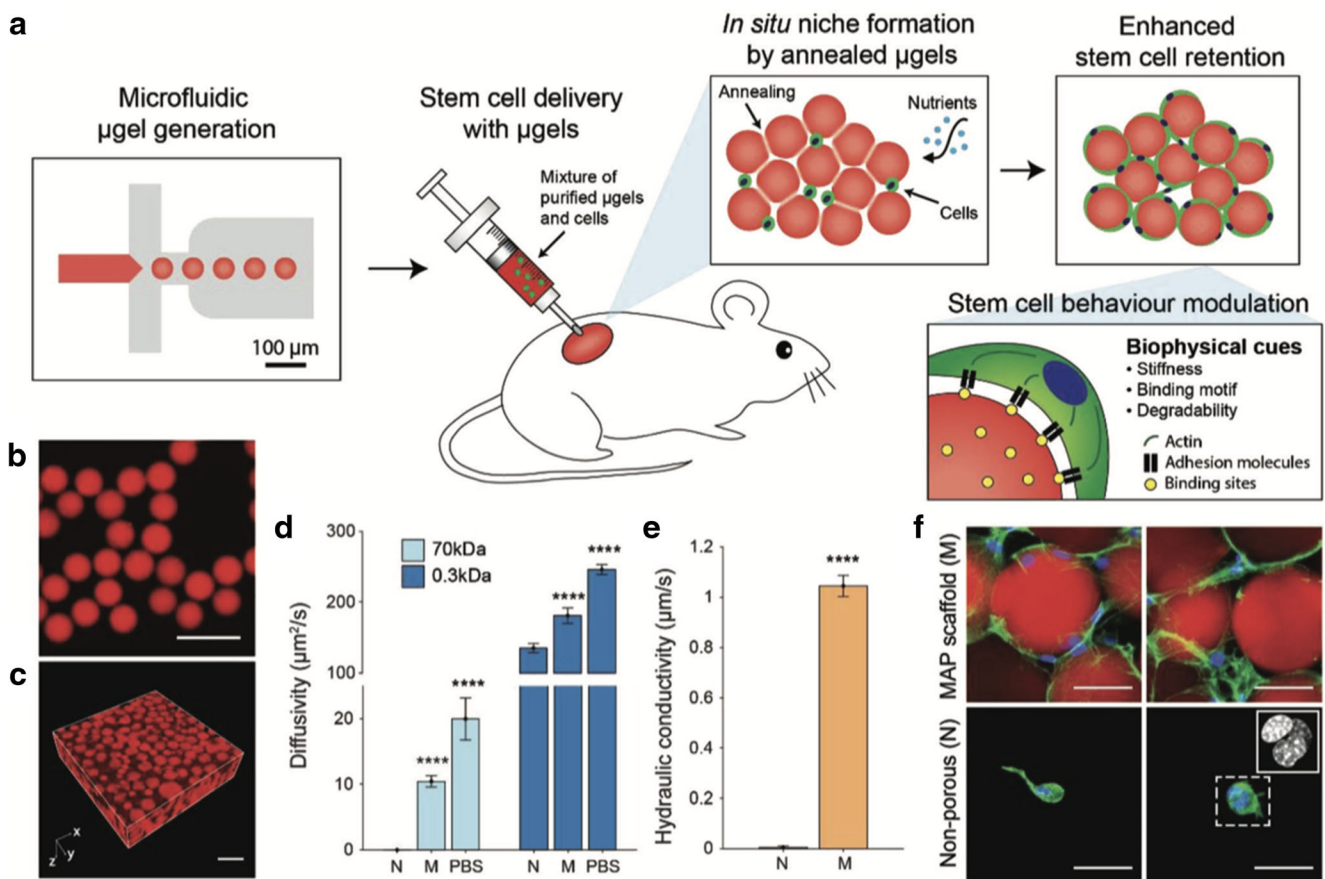 a
Microfluidic
µgel generation
100 µm
Stem cell delivery
with µgels
Mixture of
purified µgels
and cells
In situ niche formation
by annealed µgels
Annealing
Nutrients
Cells
Enhanced
stem cell retention
Stem cell behaviour modulation
Biophysical cues
• Stiffness
• Binding motif
• Degradability
Actin
Adhesion molecules
Binding sites
b
c
x
y
z
d
Diffusivity (µm²/s)
300
200
100
20
10
0
70kDa
0.3kDa
****
****
****
****
N
M
PBS
N
M
PBS
e
Hydraulic conductivity (µm/s)
1.2
1
0.8
0.6
0.4
0.2
0
****
N
M
f
MAP scaffold (M)
Non-porous (N)